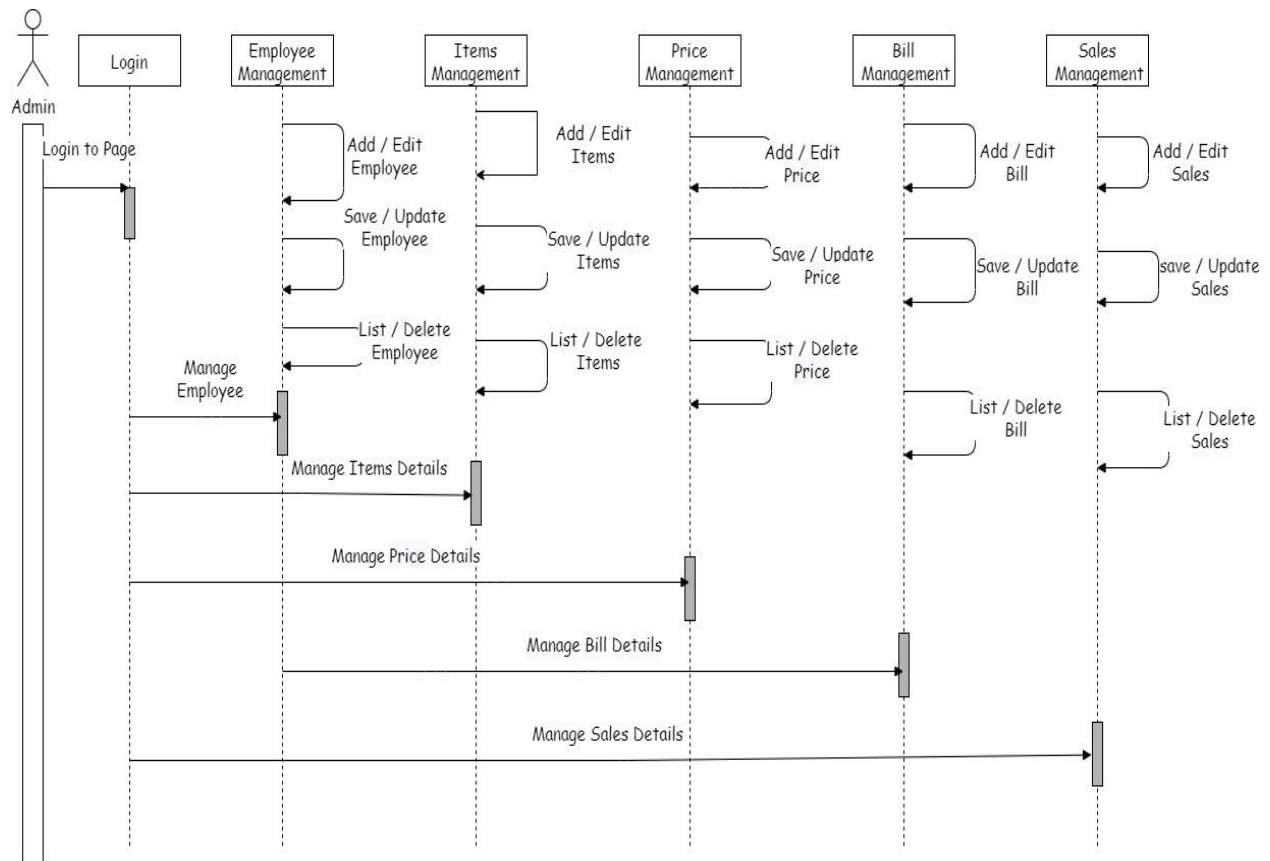 Login
Employee
Management
Items
Management
Price
Management
Bill
Management
Sales
Management
Admin
Login to Page
Add / Edit
Employee
Add / Edit
Items
Add / Edit
Price
Add / Edit
Bill
Add / Edit
Sales
Save / Update
Employee
Save / Update
Items
Save / Update
Price
Save / Update
Bill
save / Update
Sales
List / Delete
Employee
List / Delete
Items
List / Delete
Price
List / Delete
Bill
List / Delete
Sales
Manage
Employee
Manage Items Details
Manage Price Details
Manage Bill Details
Manage Sales Details